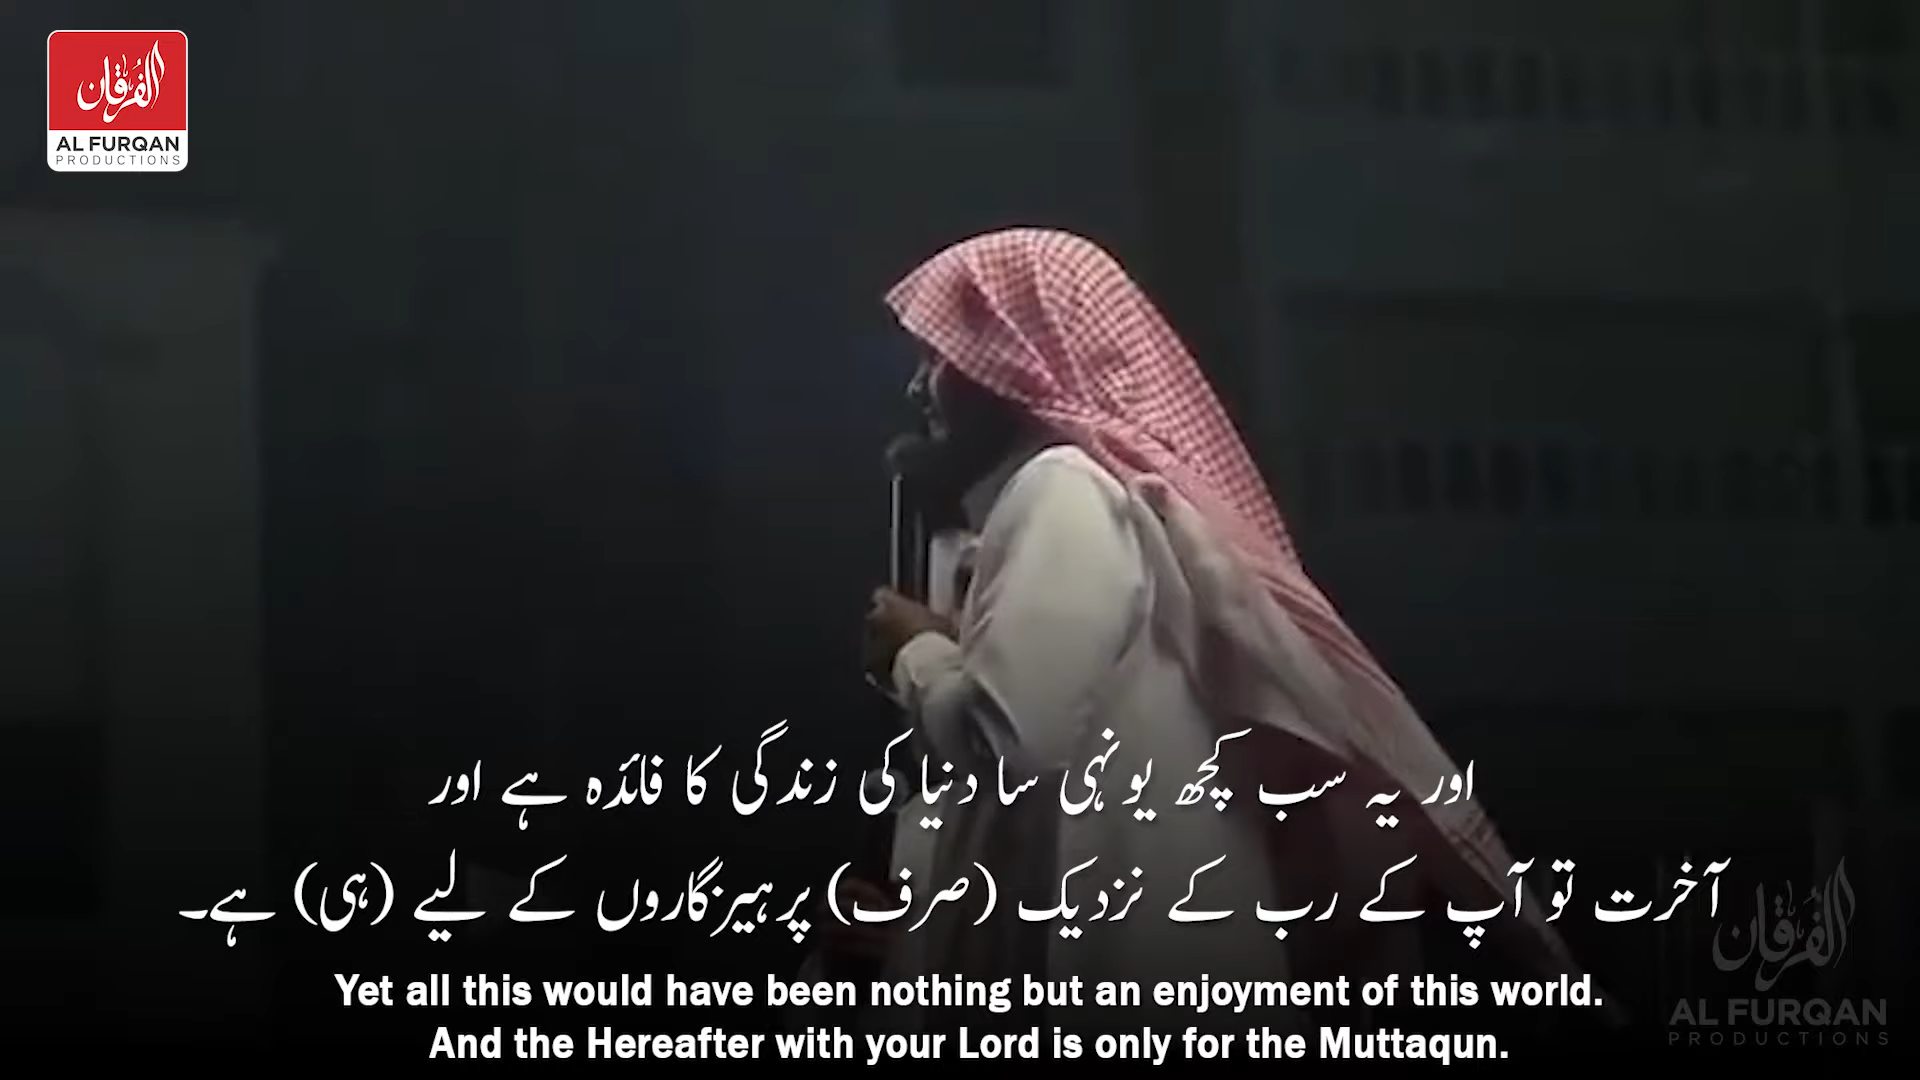 الفرقان
AL FURQAN
PRODUCTIONS
اور یہ سب کچھ یونہی سا دنیا کی زندگی کا فائدہ ہے اور
آخرت تو آپ کے رب کے نزدیک (صرف) پرہیزگاروں کے لیے (ہی) ہے۔
Yet all this would have been nothing but an enjoyment of this world.
And the Hereafter with your Lord is only for the Muttaqun.
الفرقان
AL FURQAN
PRODUCTIONS